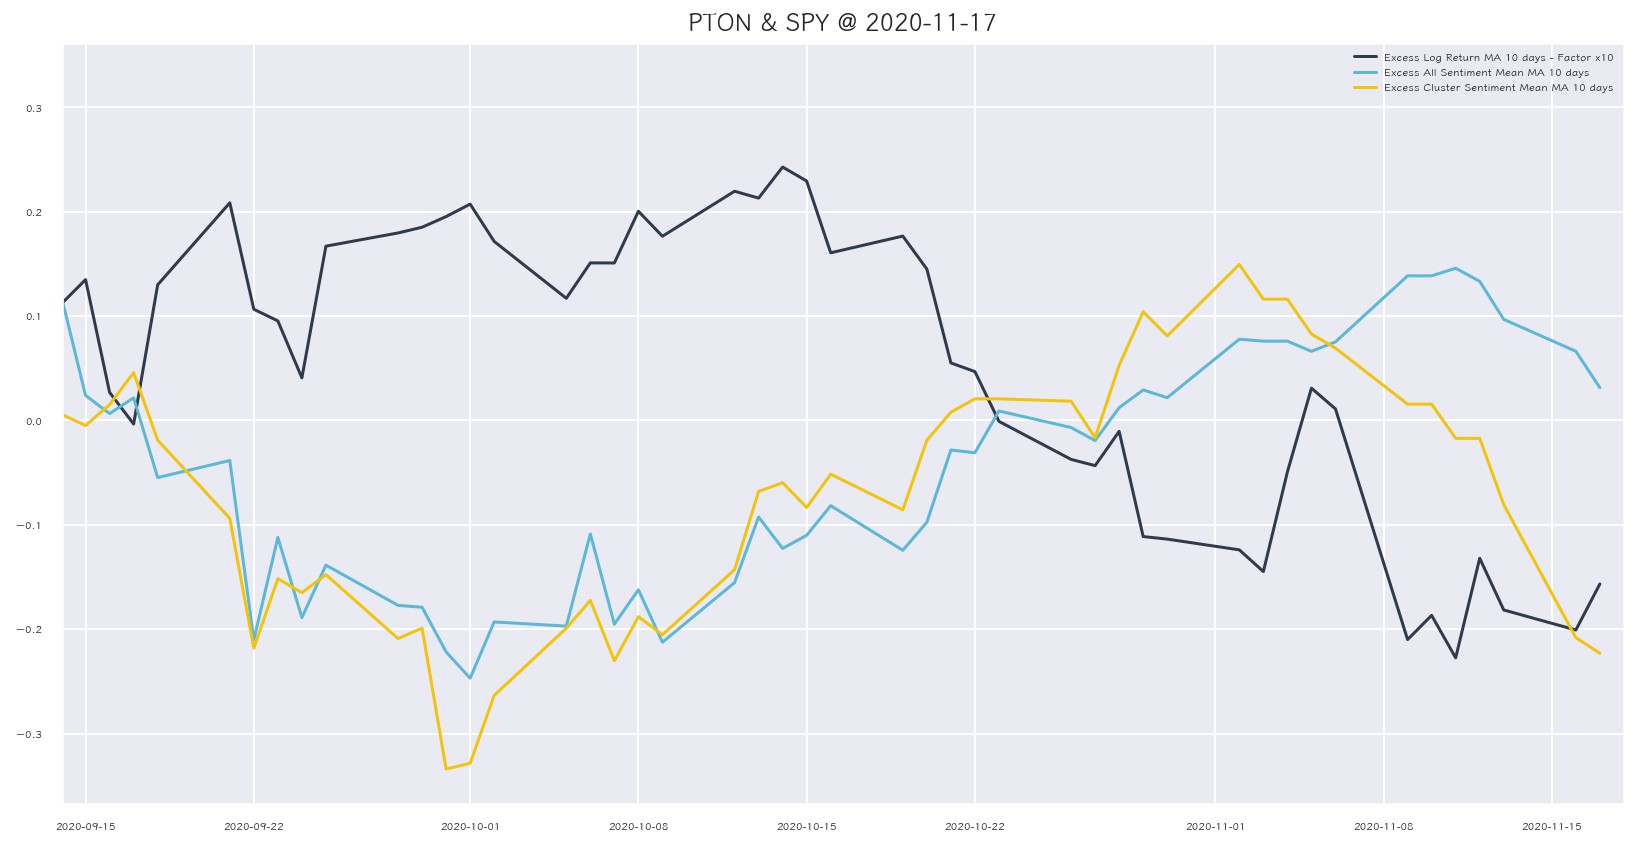 PTON & SPY @ 2020-11-17
Excess Log Return MA 10 days - Factor x10
Excess All Sentiment Mean MA 10 days
Excess Cluster Sentiment Mean MA 10 days
0.3
0.2
0.1
0.0
−0.1
−0.2
−0.3
2020-09-15 2020-09-22 2020-10-01 2020-10-08 2020-10-15 2020-10-22 2020-11-01 2020-11-08 2020-11-15